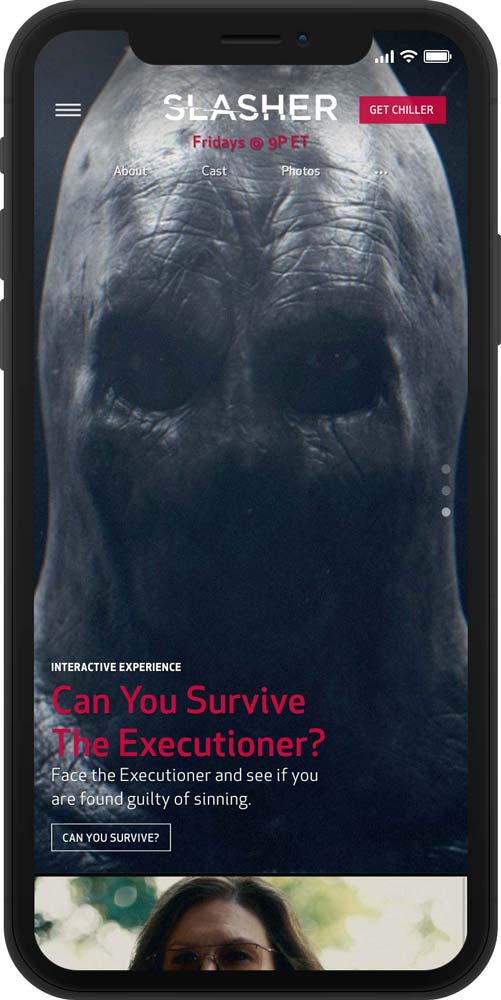 SLASHER
GET CHILLER
Fridays @ 9P ET
About Cast Photos ...
INTERACTIVE EXPERIENCE
Can You Survive
The Executioner?
Face the Executioner and see if you
are found guilty of sinning.
CAN YOU SURVIVE?